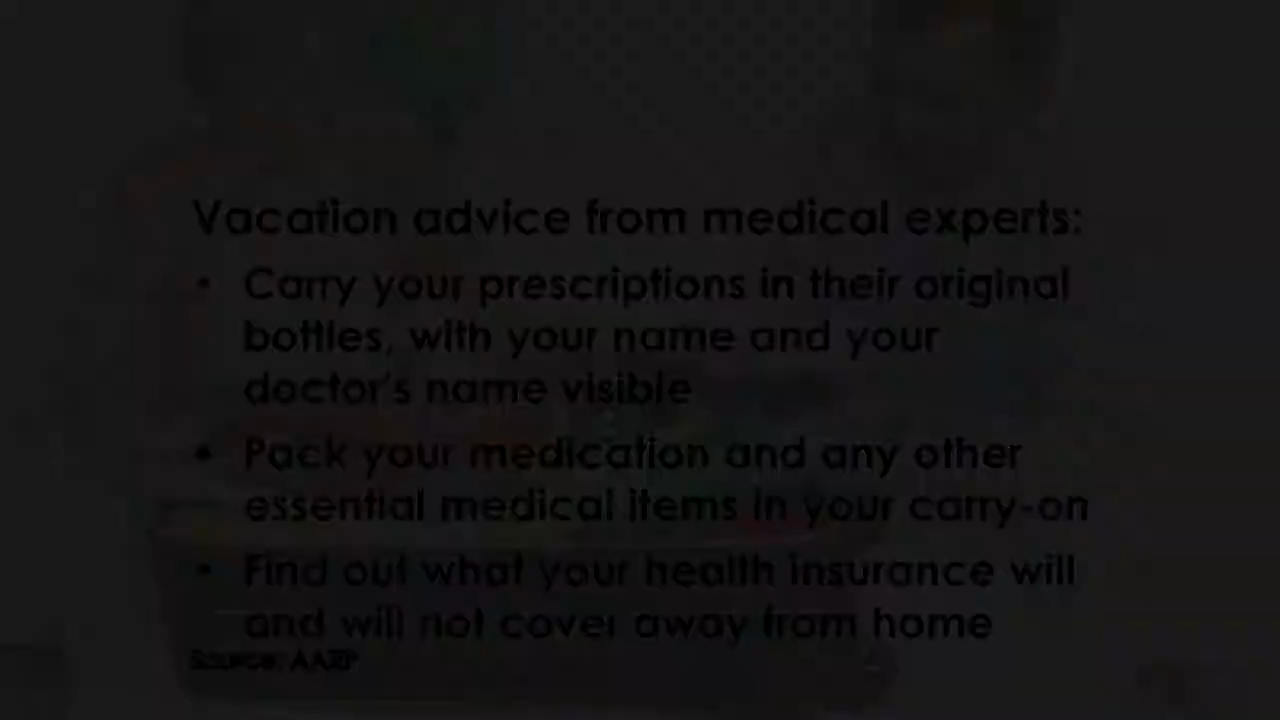 Vacation advice from medical experts:
• Carry your prescriptions in their original
bottles, with your name and your
doctor's name visible
• Pack your medication and any other
essential medical items in your carry-on
• Find out what your health insurance will
and will not cover away from home
Source: AARP